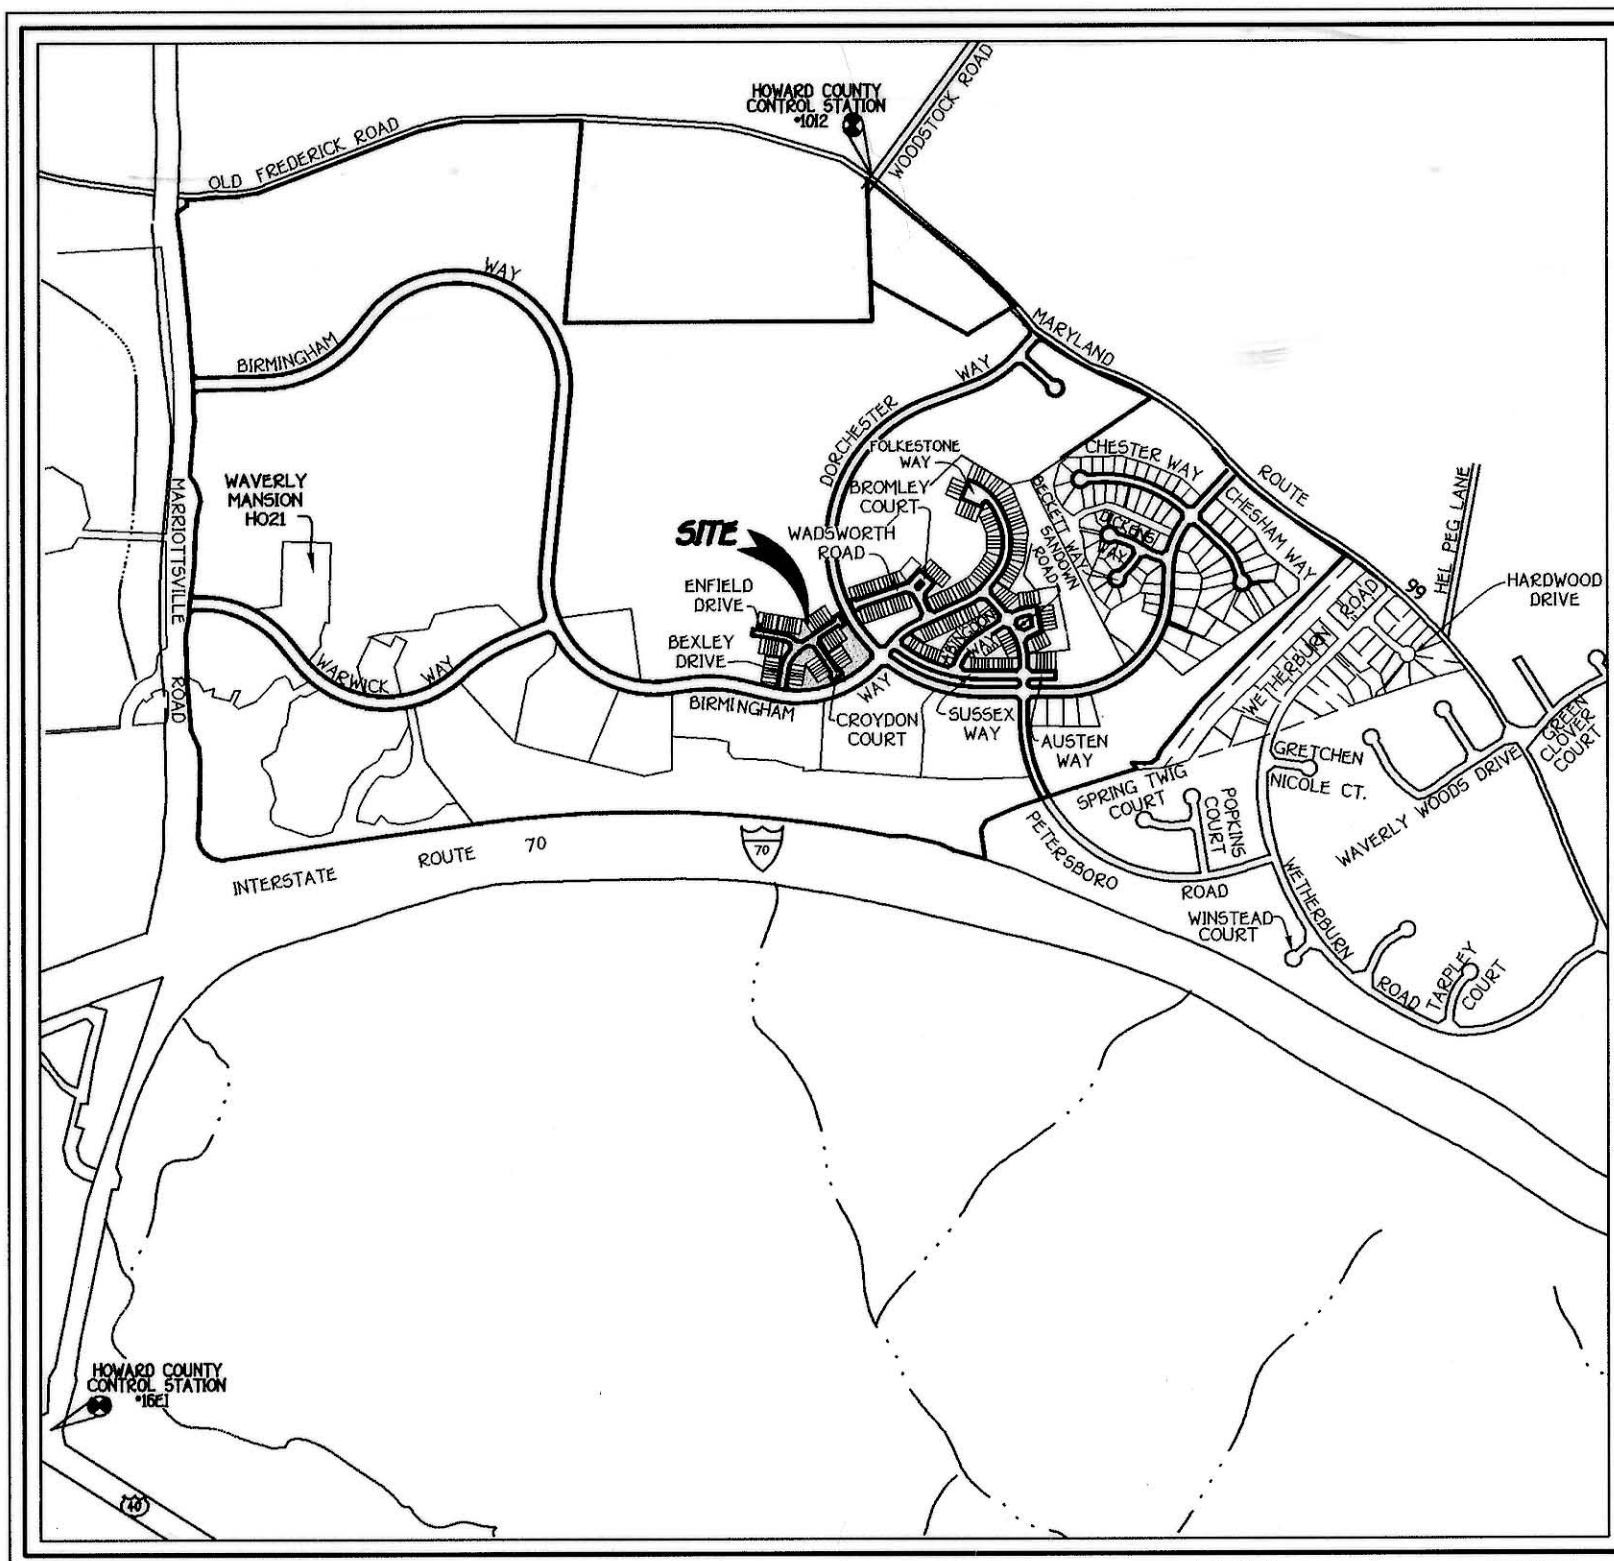 HOWARD COUNTY
CONTROL STATION
•1012
WOODSTOCK ROAD
OLD FREDERICK ROAD
WAY
BIRMINGHAM
MARYLAND
WAY
DORCHESTER
FOLKESTONE
WAY
CHESTER WAY
ROUTE
99
HEL PEG LANE
WAVERLY
MANSION
HO21
MARRIOTTSVILLE
ROAD
BROMLEY
COURT
BECKETT WAY
SANDOWN
ROAD
DICKENS
WAY
CHESHAM WAY
SITE
WADSWORTH
ROAD
ENFIELD
DRIVE
BEXLEY
DRIVE
ABINGDON
WAY
HARDWOOD
DRIVE
WETHERBURN
ROAD
WARWICK
WAY
BIRMINGHAM
WAY
CROYDON
COURT
SUSSEX
WAY
AUSTEN
WAY
GREEN
CLOVER
COURT
GRETCHEN
NICOLE CT.
SPRING TWIG
COURT
POPKINS
COURT
WAVERLY WOODS DRIVE
INTERSTATE
ROUTE
70
70
PETERSBORO
ROAD
WINSTEAD
COURT
WETHERBURN
ROAD
TARPLEY
COURT
HOWARD COUNTY
CONTROL STATION
•16E1
40